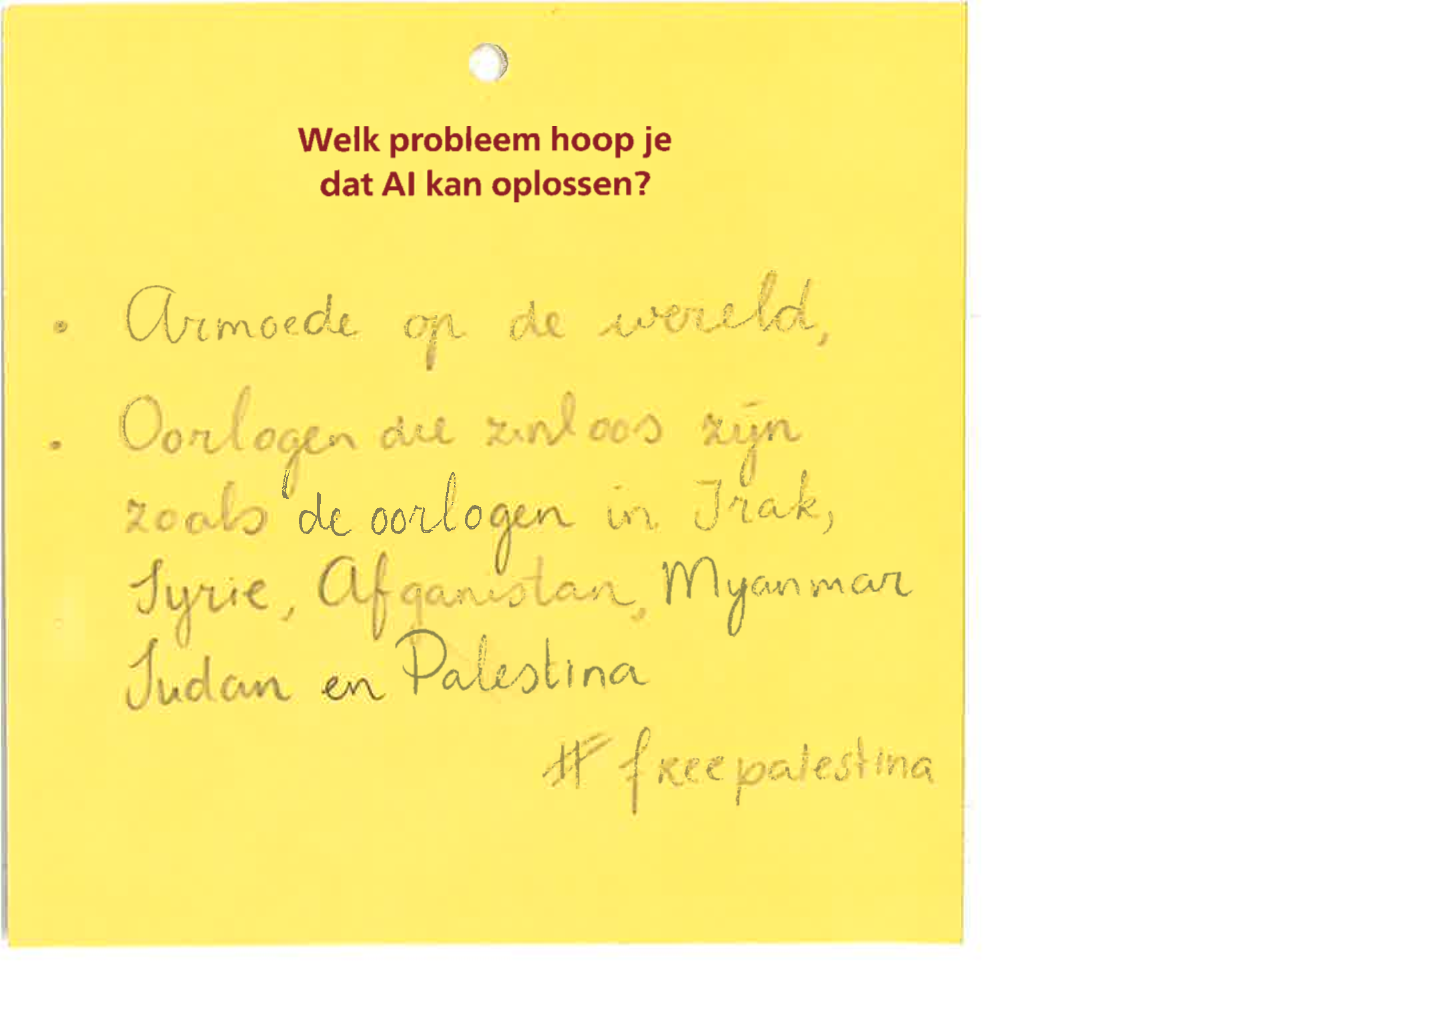 Welk probleem hoop je
dat AI kan oplossen?
• Armoede op de wereld,
• Oorlogen die zinloos zijn
zoals de oorlogen in Irak,
Syrie, Afganistan, Myanmar
Sudan en Palestina
#freepalestina